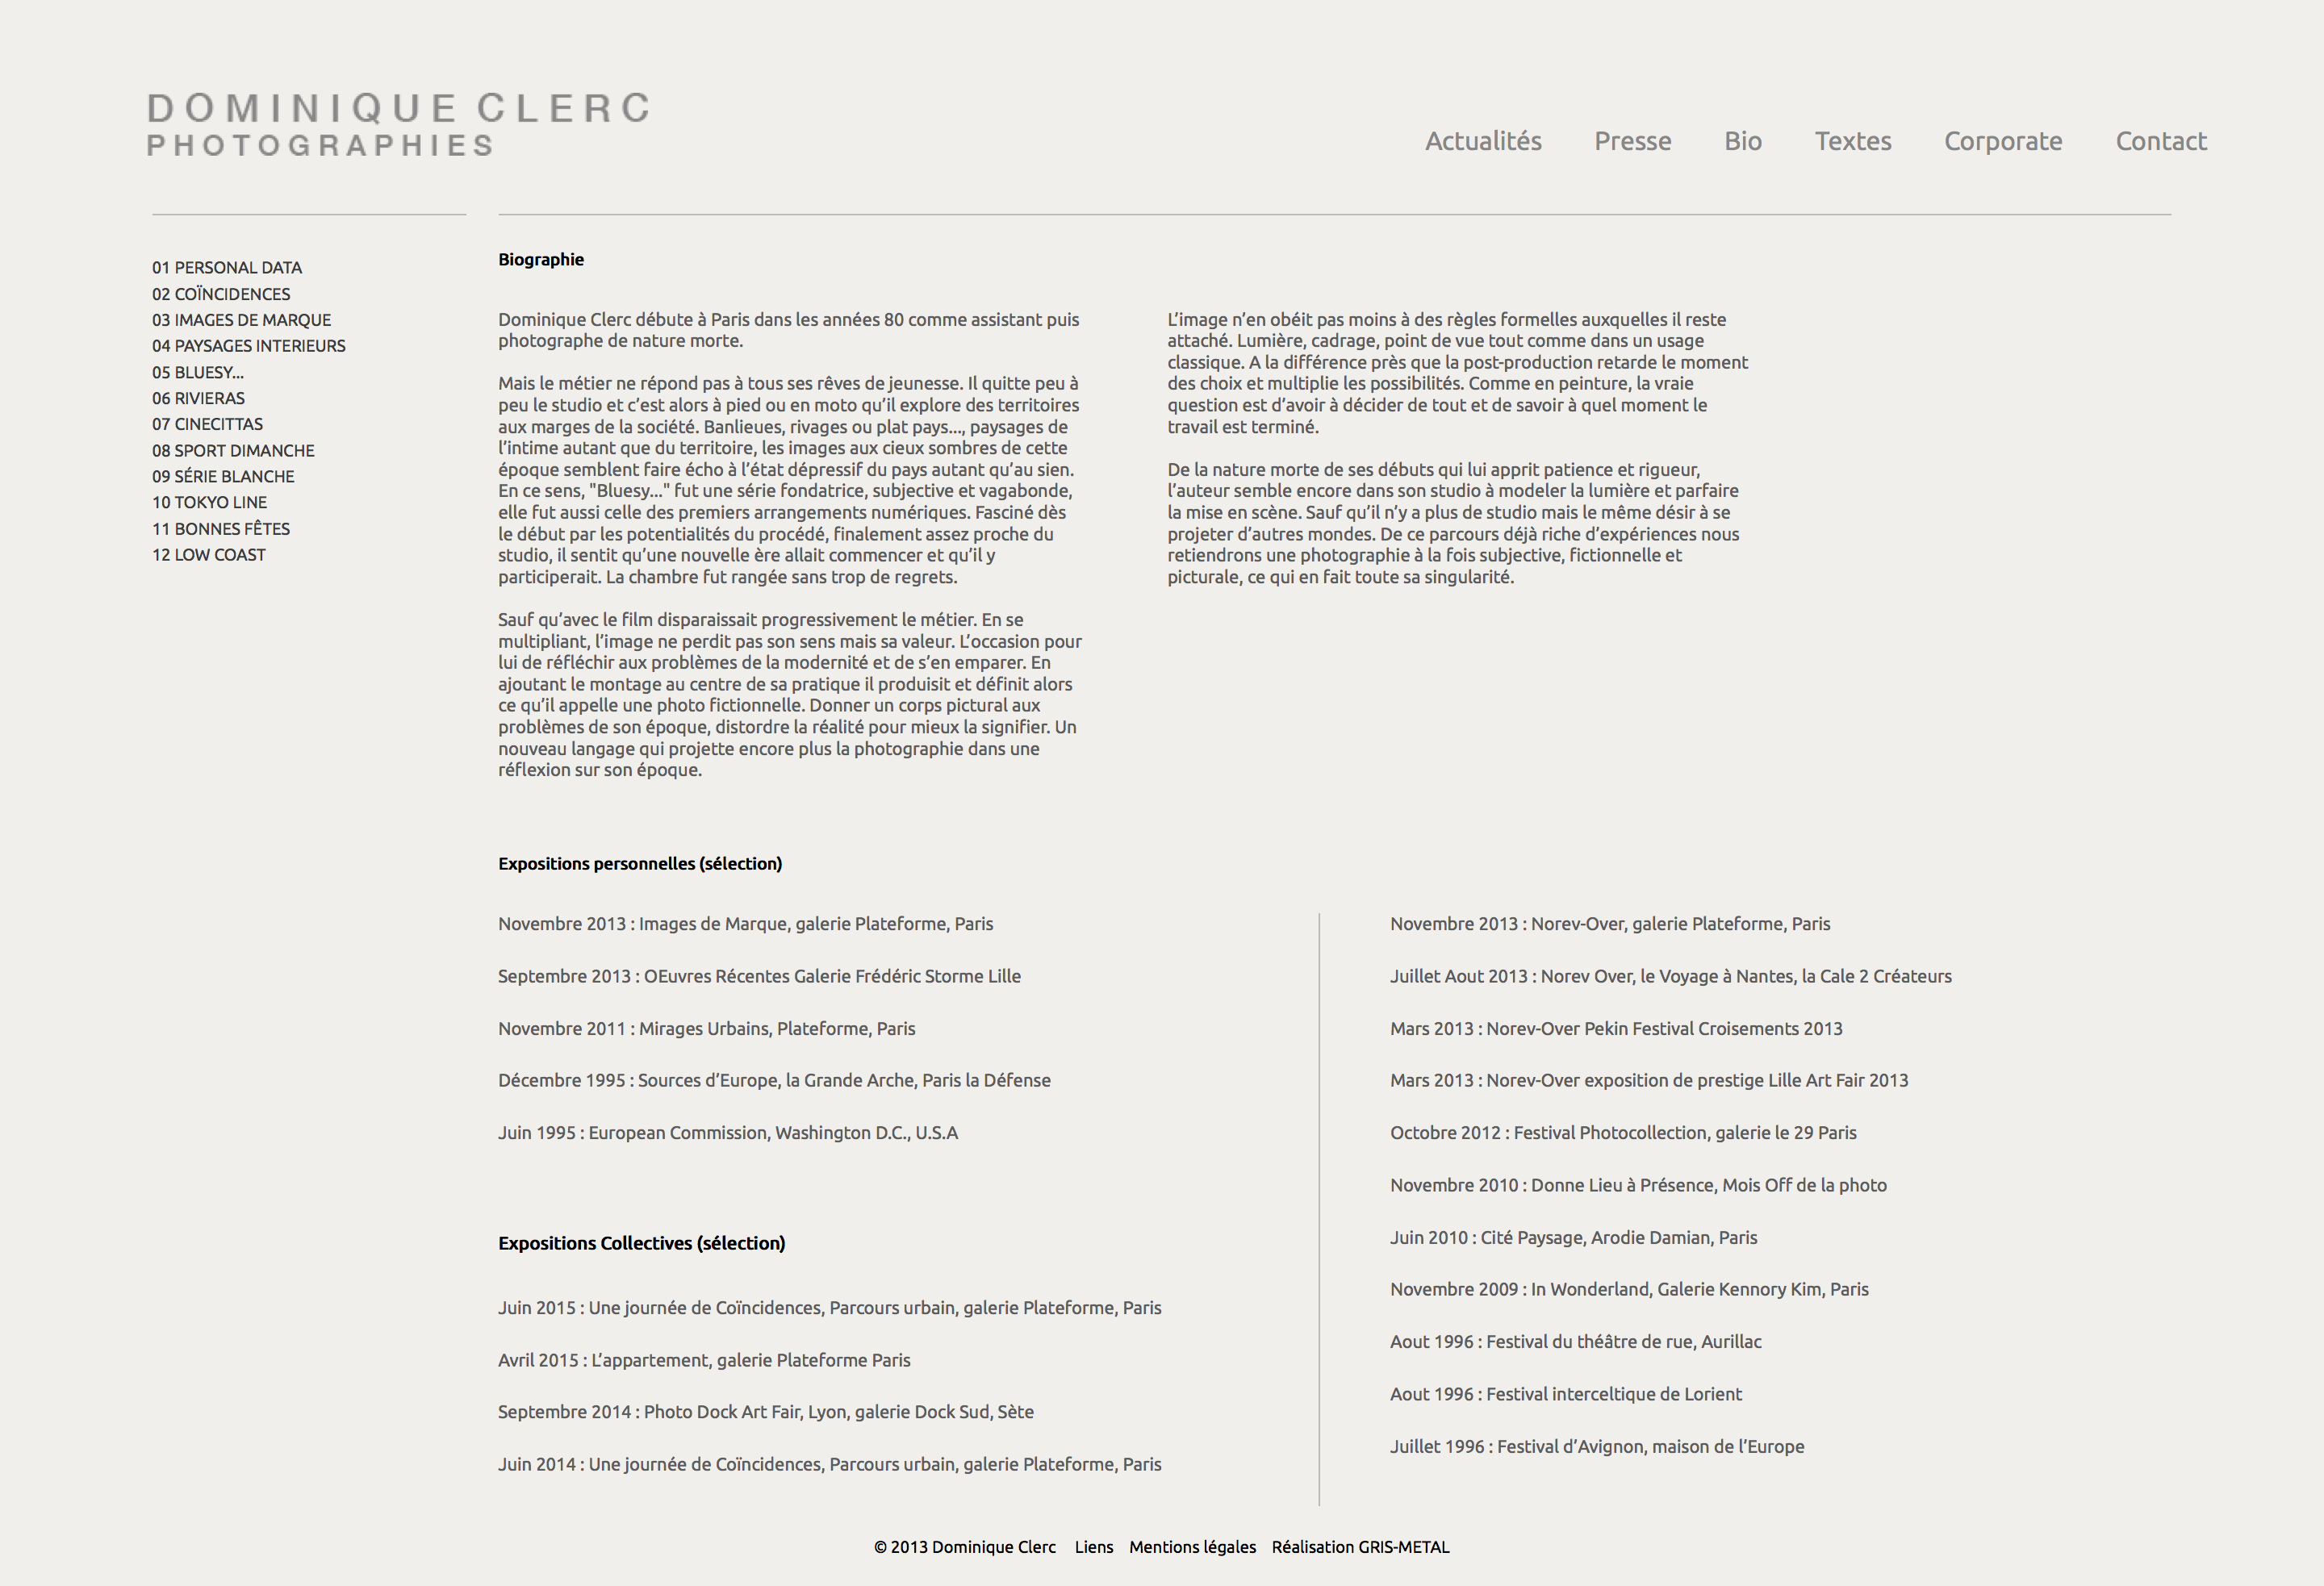 DOMINIQUE CLERC
PHOTOGRAPHIES
Actualités Presse Bio Textes Corporate Contact
01 PERSONAL DATA
02 COÏNCIDENCES
03 IMAGES DE MARQUE
04 PAYSAGES INTERIEURS
05 BLUESY...
06 RIVIERAS
07 CINECITTAS
08 SPORT DIMANCHE
09 SÉRIE BLANCHE
10 TOKYO LINE
11 BONNES FÊTES
12 LOW COAST
Biographie
Dominique Clerc débute à Paris dans les années 80 comme assistant puis
photographe de nature morte.
Mais le métier ne répond pas à tous ses rêves de jeunesse. Il quitte peu à
peu le studio et c’est alors à pied ou en moto qu’il explore des territoires
aux marges de la société. Banlieues, rivages ou plat pays..., paysages de
l’intime autant que du territoire, les images aux cieux sombres de cette
époque semblent faire écho à l’état dépressif du pays autant qu’au sien.
En ce sens, "Bluesy..." fut une série fondatrice, subjective et vagabonde,
elle fut aussi celle des premiers arrangements numériques. Fasciné dès
le début par les potentialités du procédé, finalement assez proche du
studio, il sentit qu’une nouvelle ère allait commencer et qu’il y
participerait. La chambre fut rangée sans trop de regrets.
Sauf qu’avec le film disparaissait progressivement le métier. En se
multipliant, l’image ne perdit pas son sens mais sa valeur. L’occasion pour
lui de réfléchir aux problèmes de la modernité et de s’en emparer. En
ajoutant le montage au centre de sa pratique il produisit et définit alors
ce qu’il appelle une photo fictionnelle. Donner un corps pictural aux
problèmes de son époque, distordre la réalité pour mieux la signifier. Un
nouveau langage qui projette encore plus la photographie dans une
réflexion sur son époque.
L’image n’en obéit pas moins à des règles formelles auxquelles il reste
attaché. Lumière, cadrage, point de vue tout comme dans un usage
classique. A la différence près que la post-production retarde le moment
des choix et multiplie les possibilités. Comme en peinture, la vraie
question est d’avoir à décider de tout et de savoir à quel moment le
travail est terminé.
De la nature morte de ses débuts qui lui apprit patience et rigueur,
l’auteur semble encore dans son studio à modeler la lumière et parfaire
la mise en scène. Sauf qu’il n’y a plus de studio mais le même désir à se
projeter d’autres mondes. De ce parcours déjà riche d’expériences nous
retiendrons une photographie à la fois subjective, fictionnelle et
picturale, ce qui en fait toute sa singularité.
Expositions personnelles (sélection)
Novembre 2013 : Images de Marque, galerie Plateforme, Paris
Septembre 2013 : OEuvres Récentes Galerie Frédéric Storme Lille
Novembre 2011 : Mirages Urbains, Plateforme, Paris
Décembre 1995 : Sources d’Europe, la Grande Arche, Paris la Défense
Juin 1995 : European Commission, Washington D.C., U.S.A
Expositions Collectives (sélection)
Juin 2015 : Une journée de Coïncidences, Parcours urbain, galerie Plateforme, Paris
Avril 2015 : L’appartement, galerie Plateforme Paris
Septembre 2014 : Photo Dock Art Fair, Lyon, galerie Dock Sud, Sète
Juin 2014 : Une journée de Coïncidences, Parcours urbain, galerie Plateforme, Paris
Novembre 2013 : Norev-Over, galerie Plateforme, Paris
Juillet Aout 2013 : Norev Over, le Voyage à Nantes, la Cale 2 Créateurs
Mars 2013 : Norev-Over Pekin Festival Croisements 2013
Mars 2013 : Norev-Over exposition de prestige Lille Art Fair 2013
Octobre 2012 : Festival Photocollection, galerie le 29 Paris
Novembre 2010 : Donne Lieu à Présence, Mois Off de la photo
Juin 2010 : Cité Paysage, Arodie Damian, Paris
Novembre 2009 : In Wonderland, Galerie Kennory Kim, Paris
Aout 1996 : Festival du théâtre de rue, Aurillac
Aout 1996 : Festival interceltique de Lorient
Juillet 1996 : Festival d’Avignon, maison de l’Europe
© 2013 Dominique Clerc Liens Mentions légales Réalisation GRIS-METAL